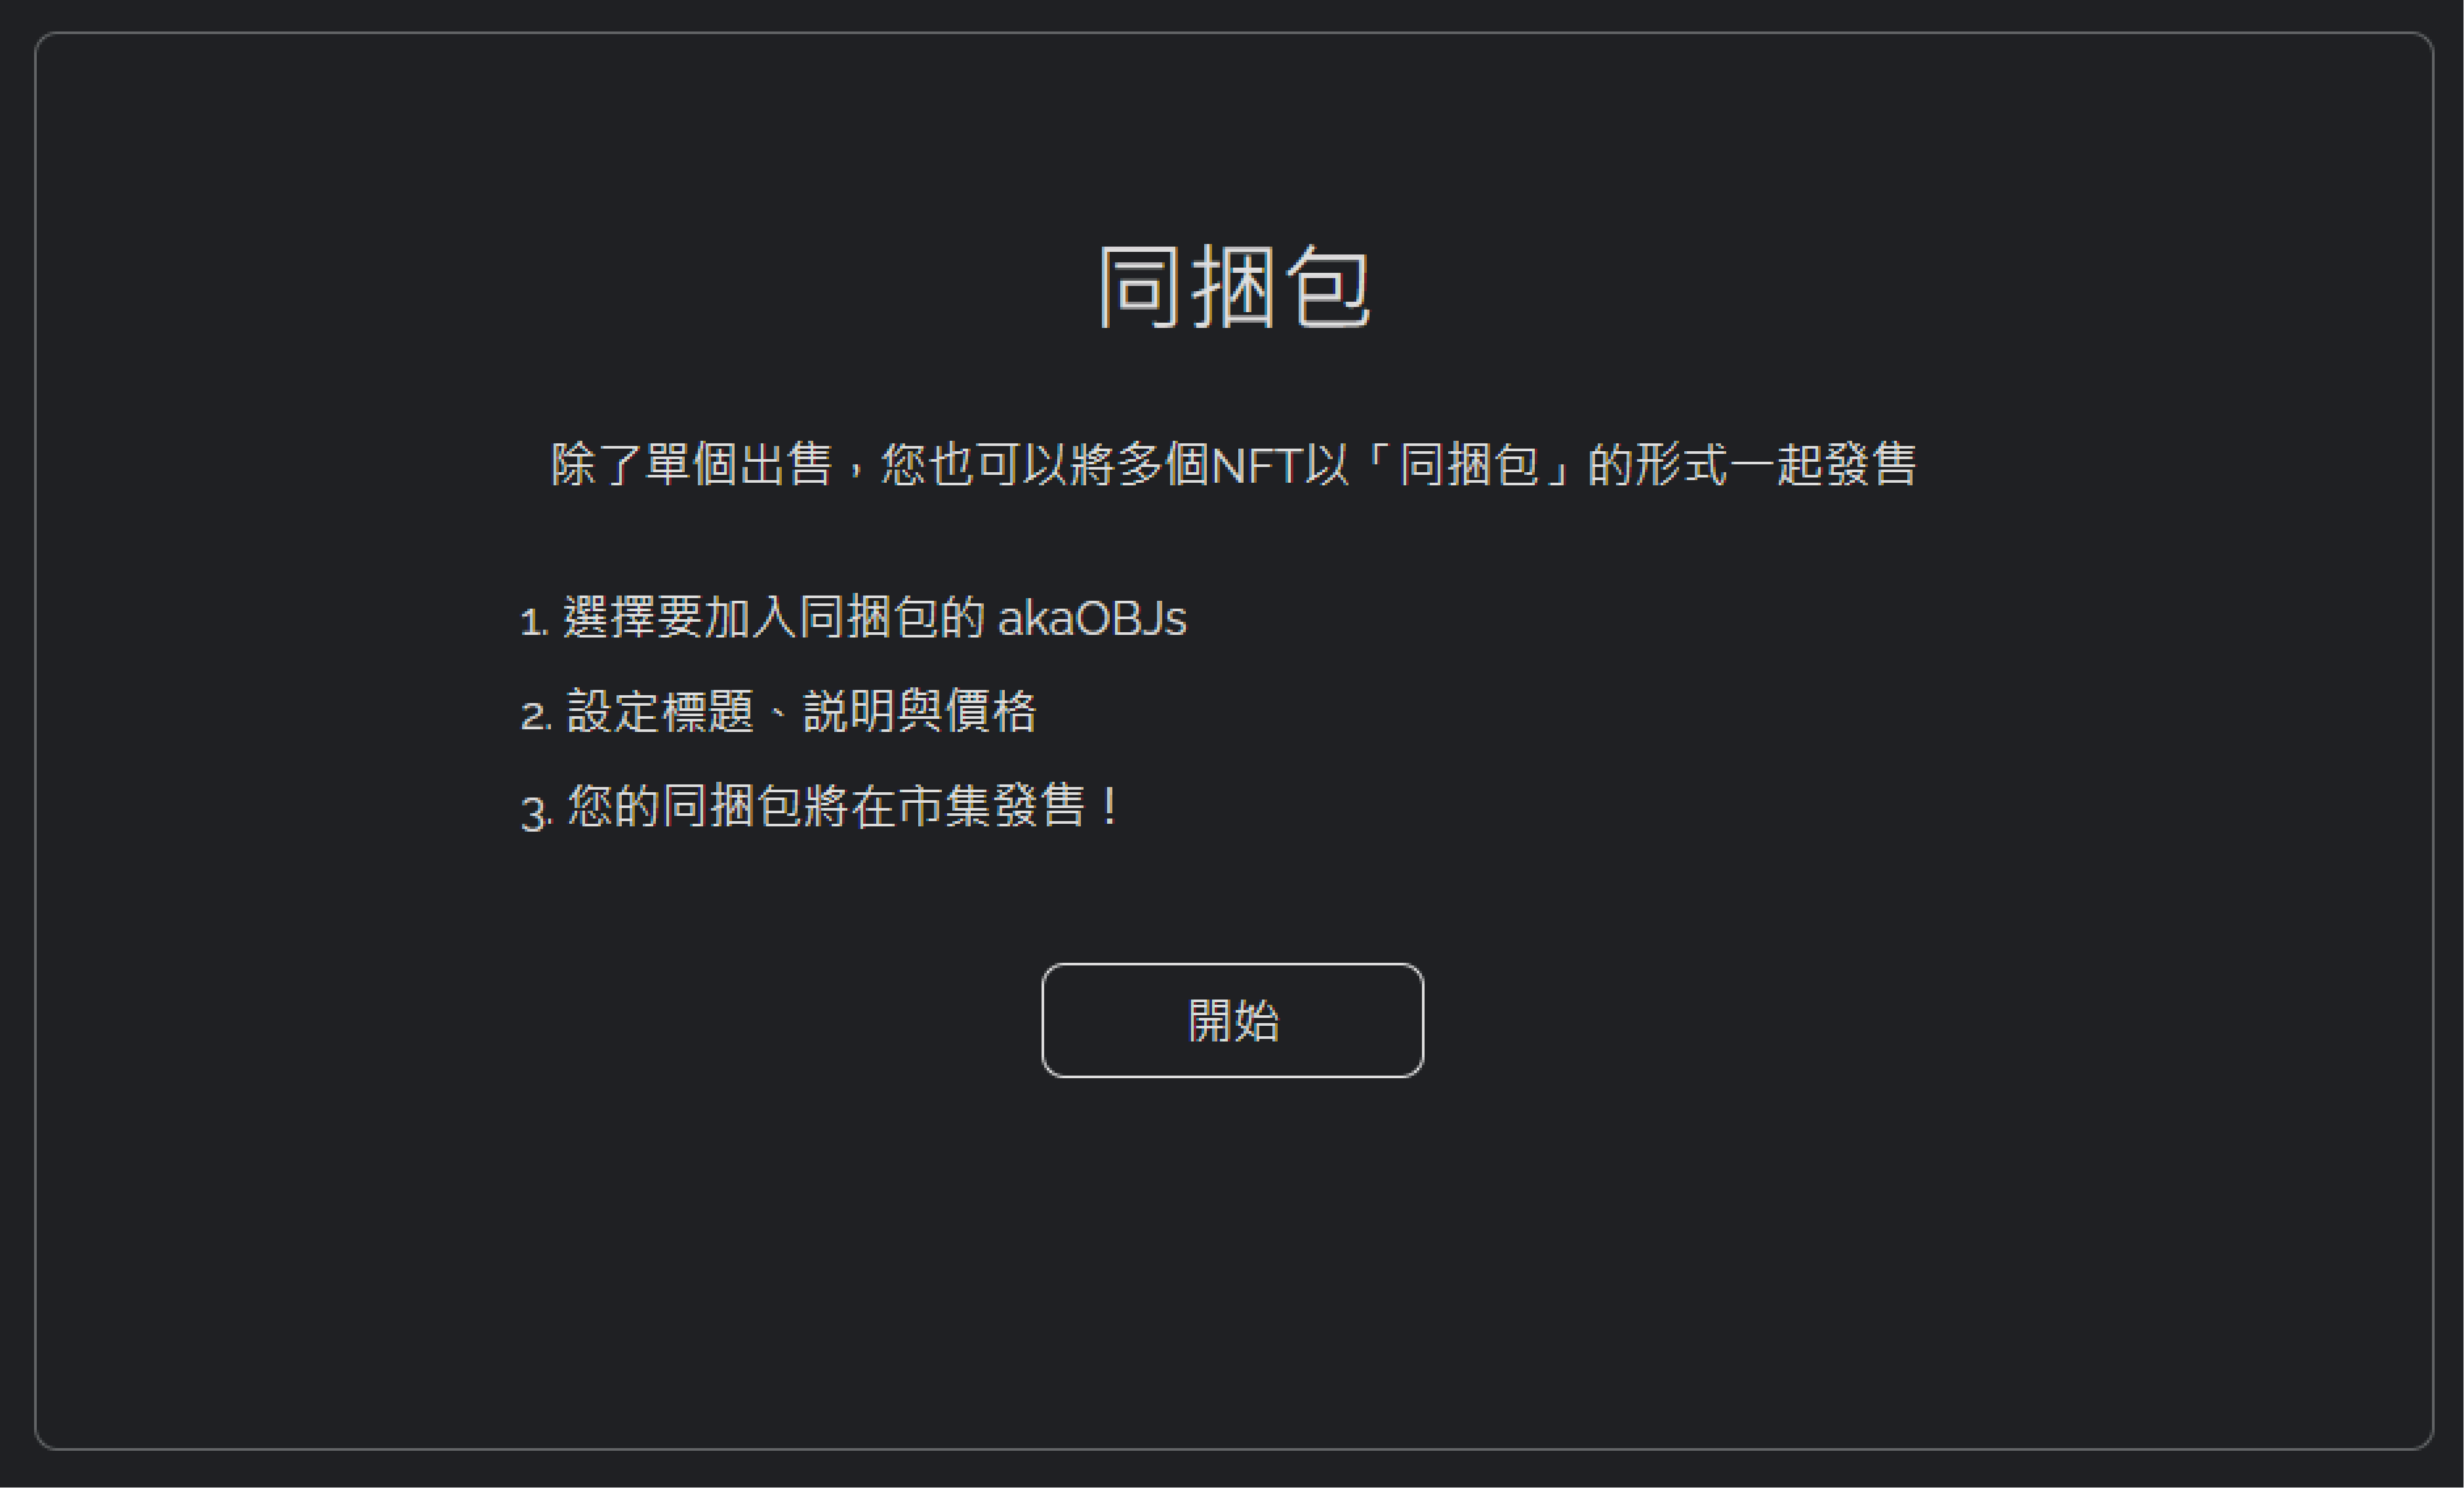 同捆包
除了單個出售，您也可以將多個NFT以「同捆包」的形式一起發售
1. 選擇要加入同捆包的 akaOBJs
2. 設定標題、説明與價格
3. 您的同捆包將在市集發售！
開始